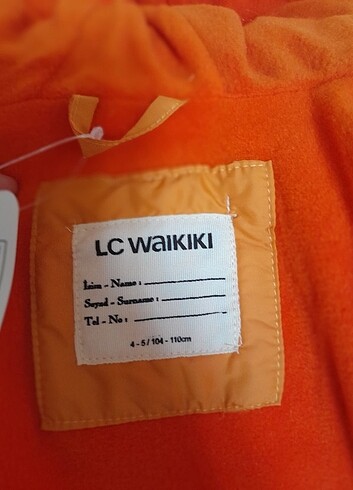 LC WAIKIKI
İsim - Name :
Soyad - Surname :
Tel - No :
4 - 5 / 104 - 110cm